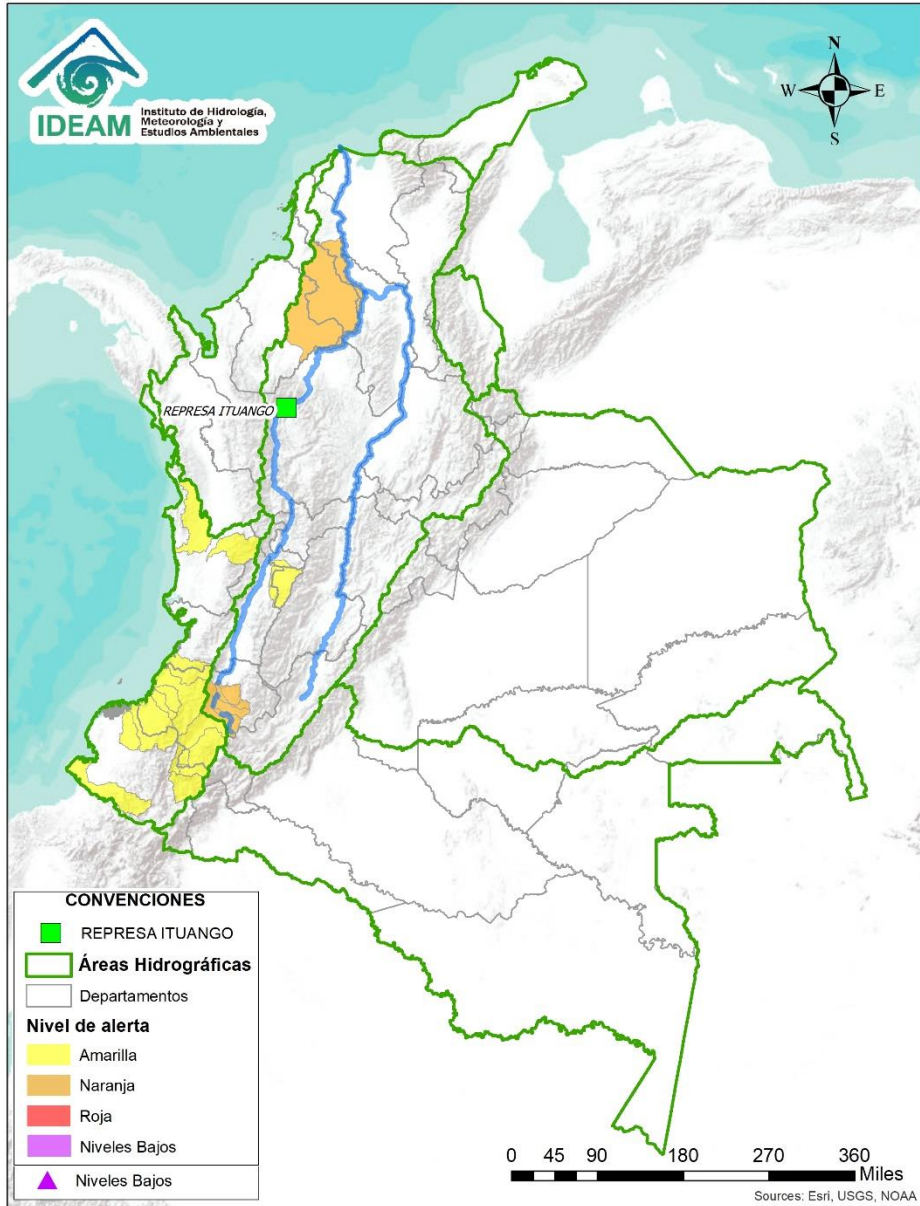 IDEAM
Instituto de Hidrología,
Meteorología y
Estudios Ambientales
N
W
E
S
REPRESA ITUANGO
CONVENCIONES
REPRESA ITUANGO
Áreas Hidrográficas
Departamentos
Nivel de alerta
Amarilla
Naranja
Roja
Niveles Bajos
Niveles Bajos
0 45 90 180 270 360
Miles
Sources: Esri, USGS, NOAA